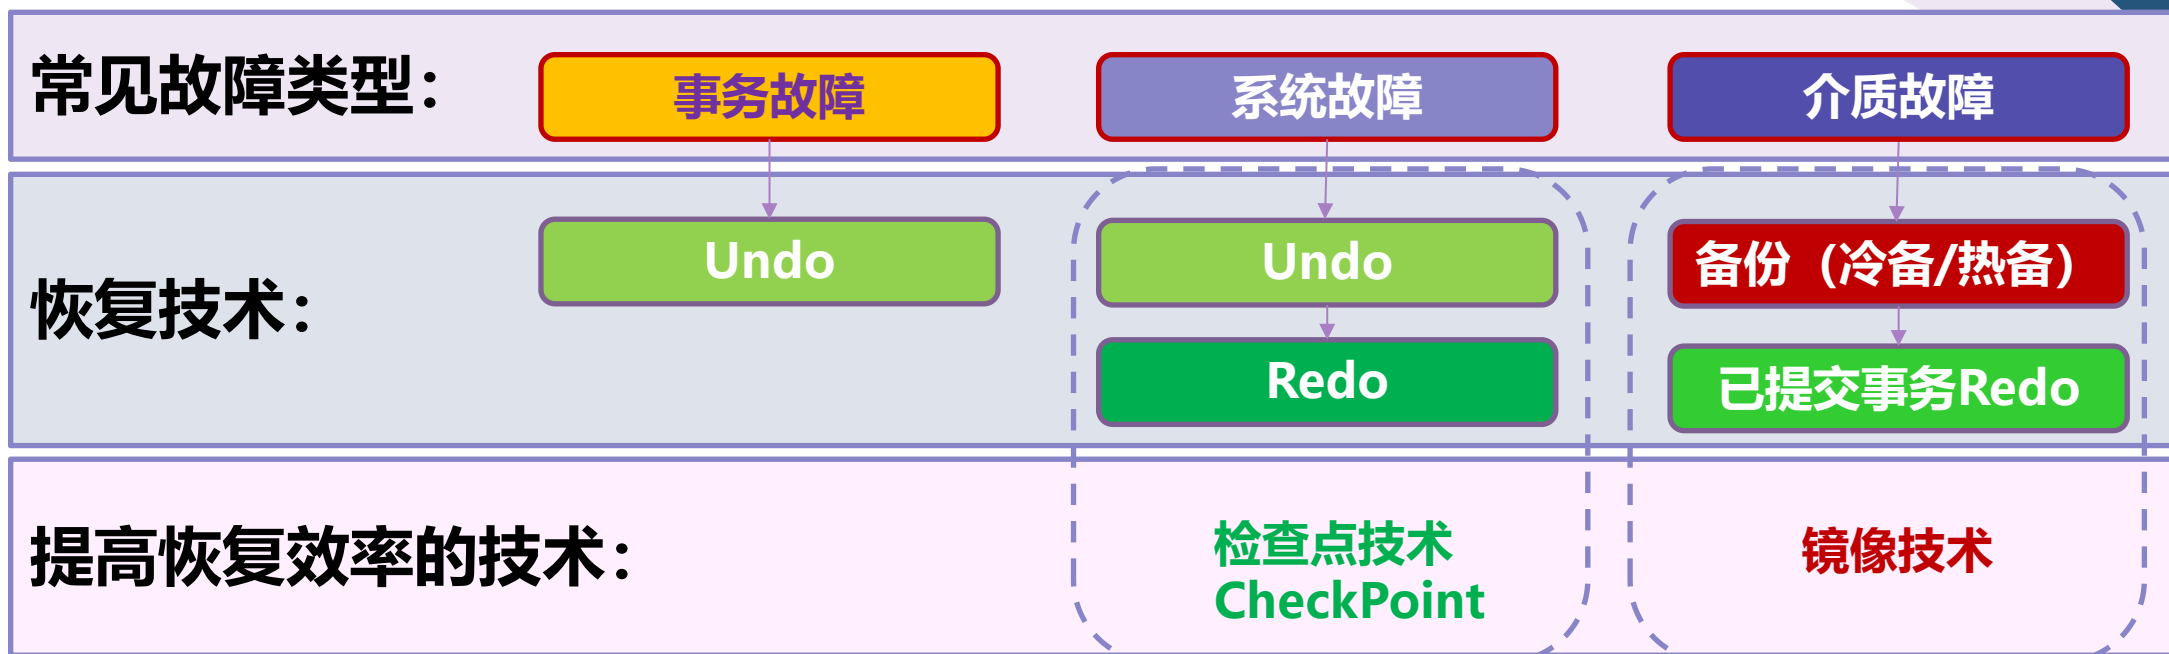 常见故障类型：
事务故障
系统故障
介质故障
恢复技术：
Undo
Undo
备份（冷备/热备）
Redo
已提交事务Redo
提高恢复效率的技术：
检查点技术
CheckPoint
镜像技术